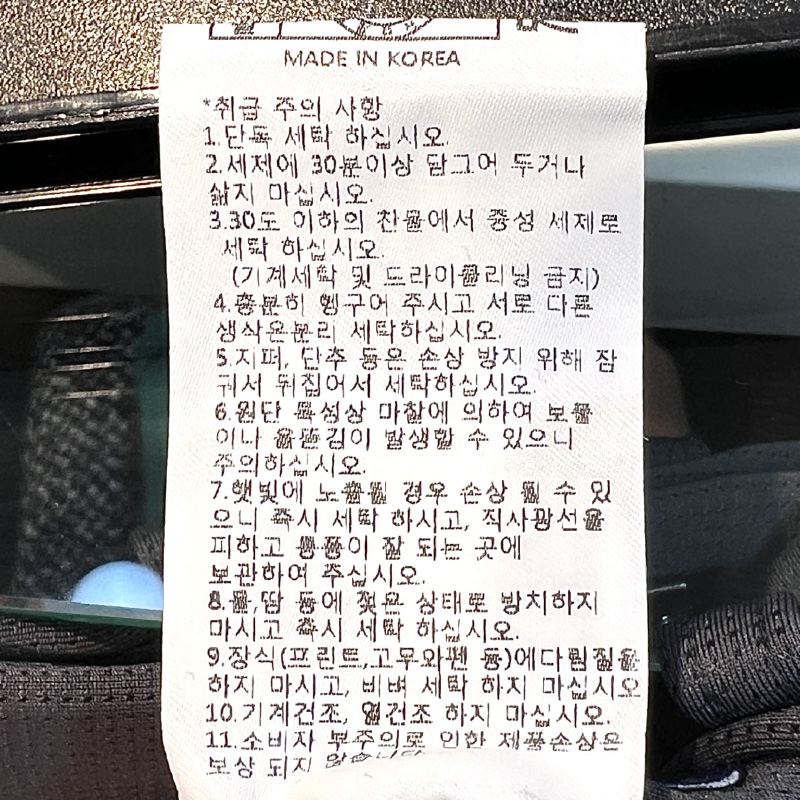 MADE IN KOREA
*취급 주의 사항
1.단독 세탁 하십시오.
2.세제에 30분이상 담그어 두거나
삶지 마십시오.
3.30도 이하의 찬물에서 중성 세제로
세탁 하십시오.
(기계세탁 및 드라이클리닝 금지)
4.충분히 헹구어 주시고 서로 다른
색상은분리 세탁하십시오.
5.지퍼, 단추 등은 손상 방지 위해 잠
궈서 뒤집어서 세탁하십시오.
6.원단 특성상 마찰에 의하여 보풀
이나 올뜯김이 발생할 수 있으니
주의하십시오.
7.햇빛에 노출될 경우 손상 될 수 있
으니 즉시 세탁 하시고, 직사광선을
피하고 통풍이 잘 되는 곳에
보관하여 주십시오.
8.물,땀 등에 젖은 상태로 방치하지
마시고 즉시 세탁 하십시오.
9.장식(프린트,고무와펜 등)에다림질을
하지 마시고, 비벼 세탁 하지 마십시오
10.기계건조, 열건조 하지 마십시오.
11.소비자 부주의로 인한 제품손상은
보상 되지